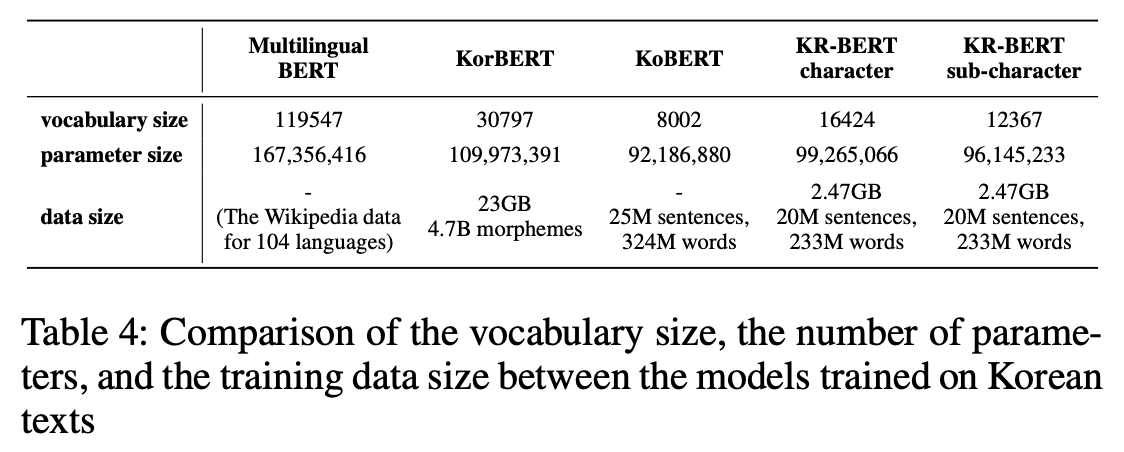 Multilingual BERT KorBERT KoBERT KR-BERT character KR-BERT sub-character
vocabulary size 119547 30797 8002 16424 12367
parameter size 167,356,416 109,973,391 92,186,880 99,265,066 96,145,233
data size - (The Wikipedia data for 104 languages) 23GB 4.7B morphemes - 25M sentences, 324M words 2.47GB 20M sentences, 233M words 2.47GB 20M sentences, 233M words
Table 4: Comparison of the vocabulary size, the number of parame-
ters, and the training data size between the models trained on Korean
texts